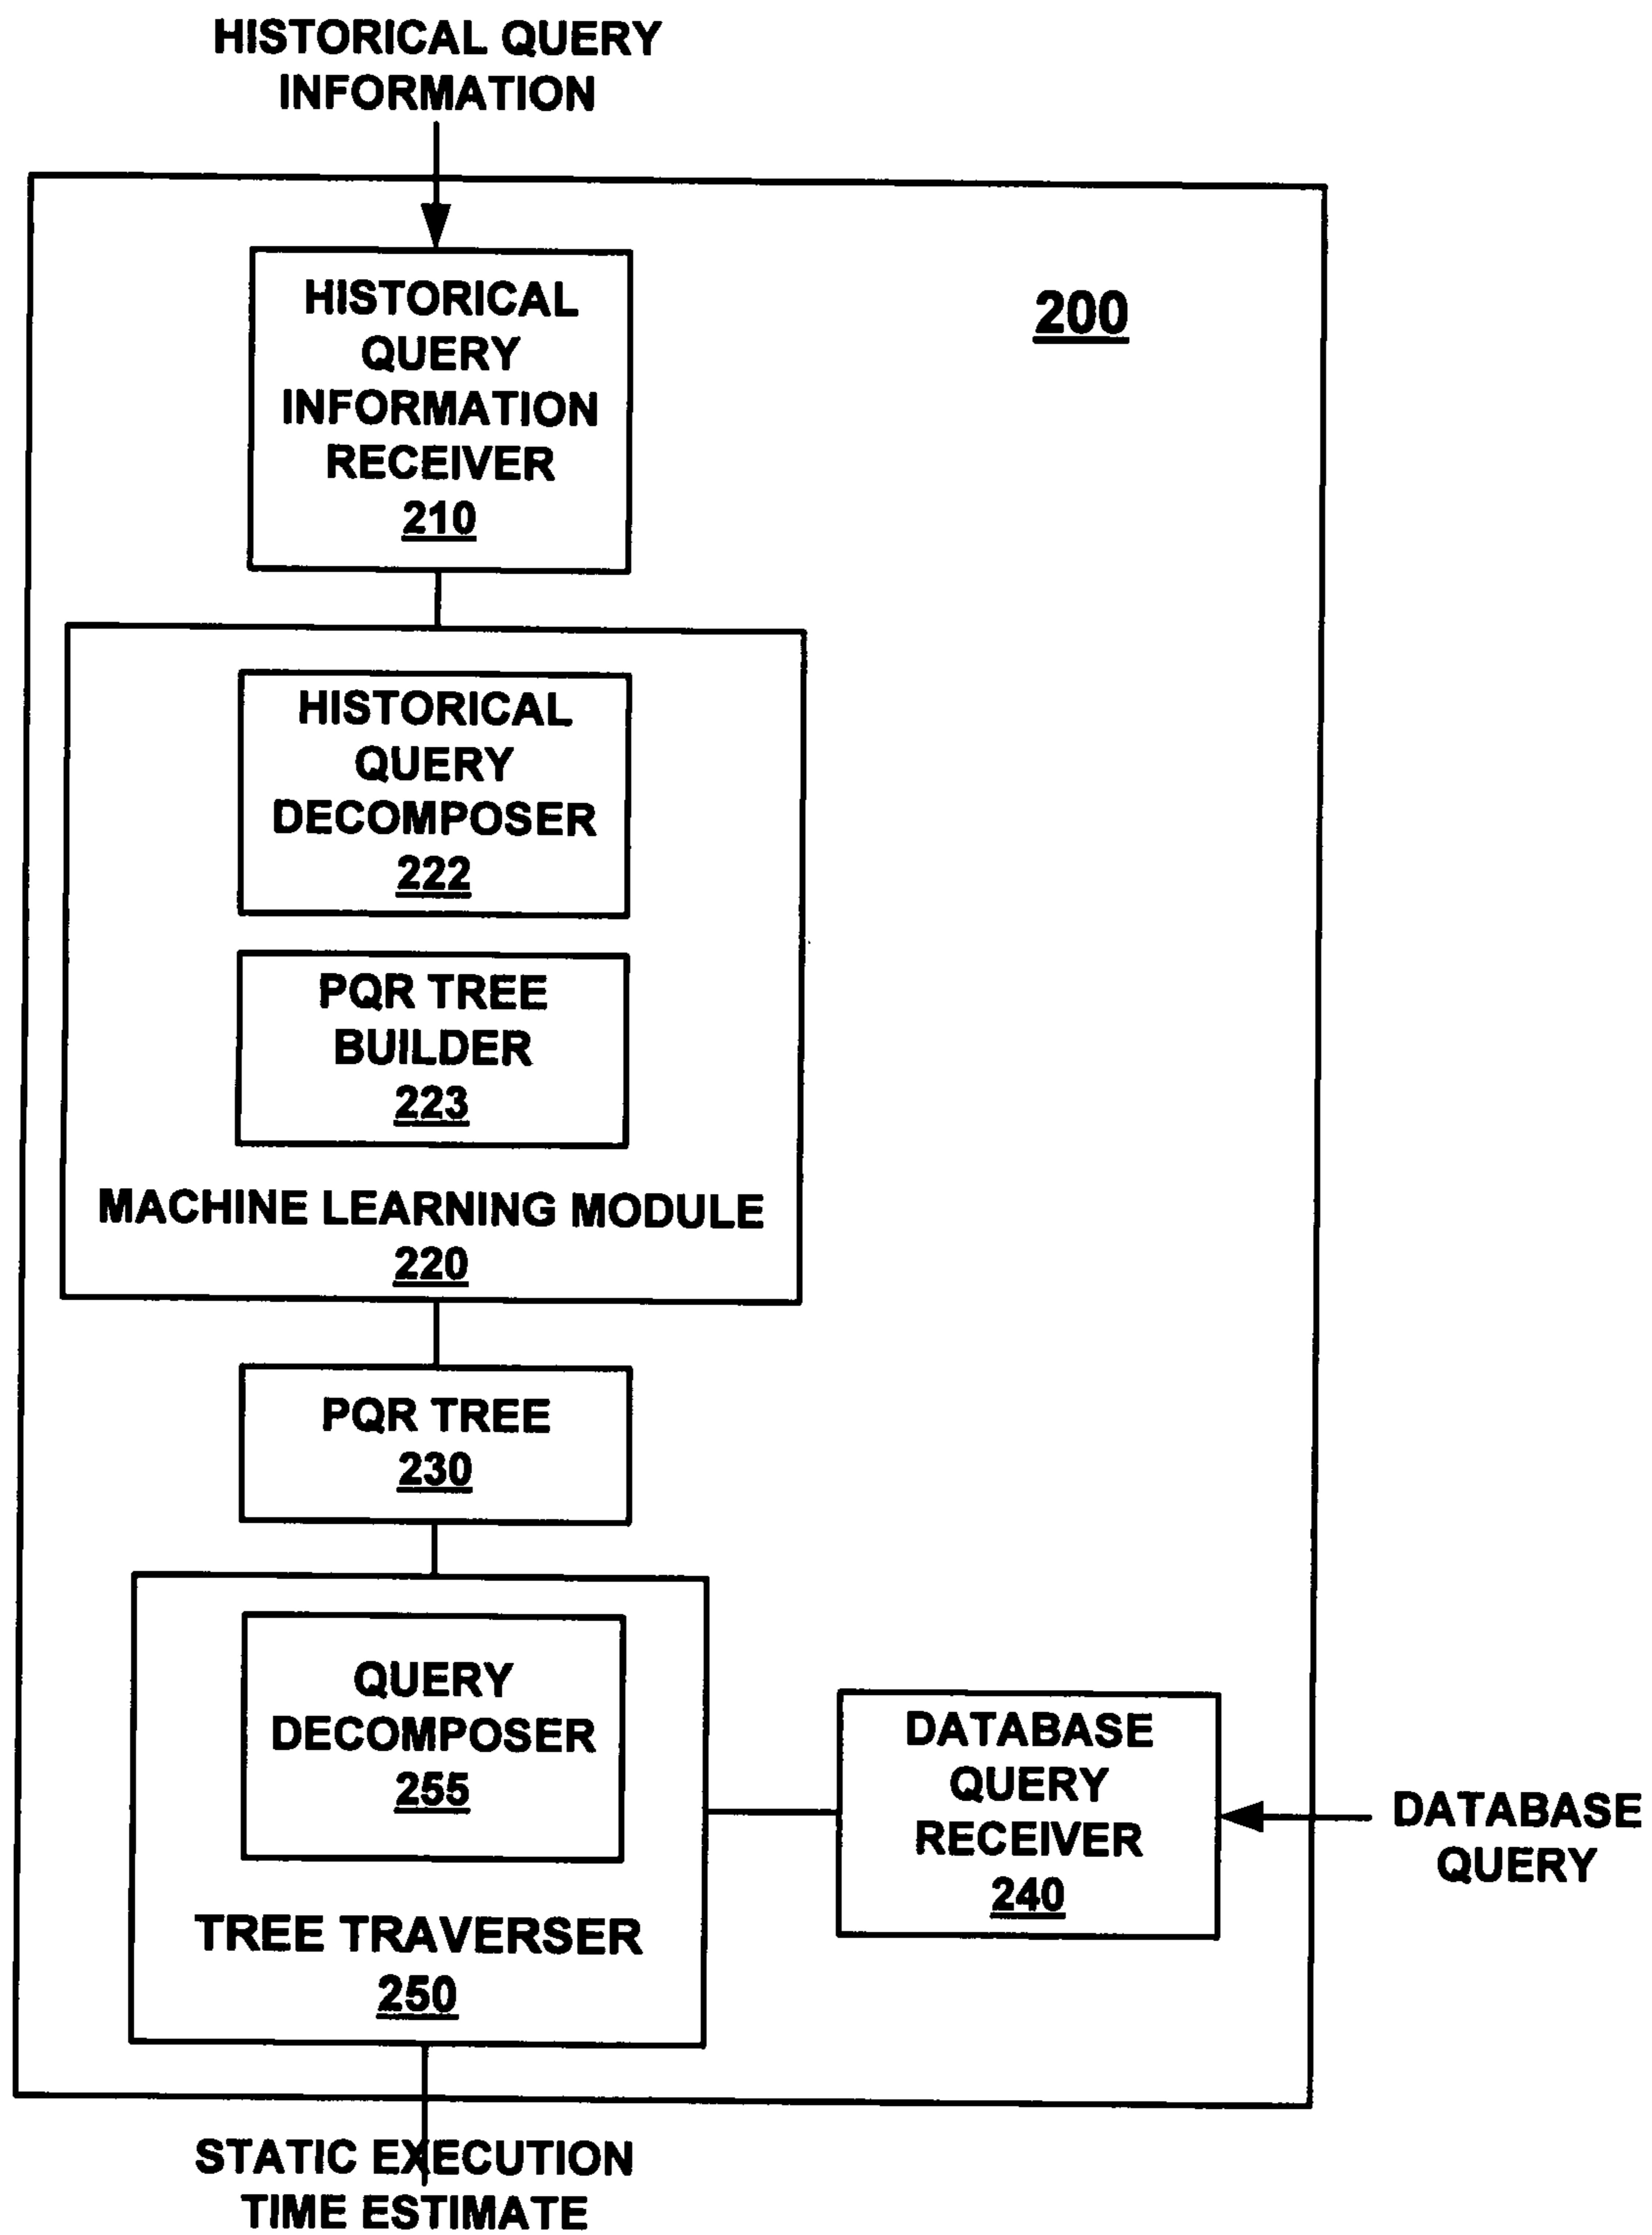 HISTORICAL QUERY
INFORMATION
200
HISTORICAL
QUERY
INFORMATION
RECEIVER
210
HISTORICAL
QUERY
DECOMPOSER
222
PQR TREE
BUILDER
223
MACHINE LEARNING MODULE
220
PQR TREE
230
QUERY
DECOMPOSER
255
TREE TRAVERSER
250
DATABASE
QUERY
RECEIVER
240
DATABASE
QUERY
STATIC EXECUTION
TIME ESTIMATE